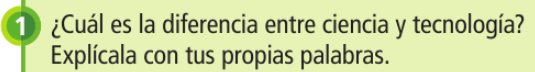 1 ¿Cuál es la diferencia entre ciencia y tecnología?
Explícala con tus propias palabras.